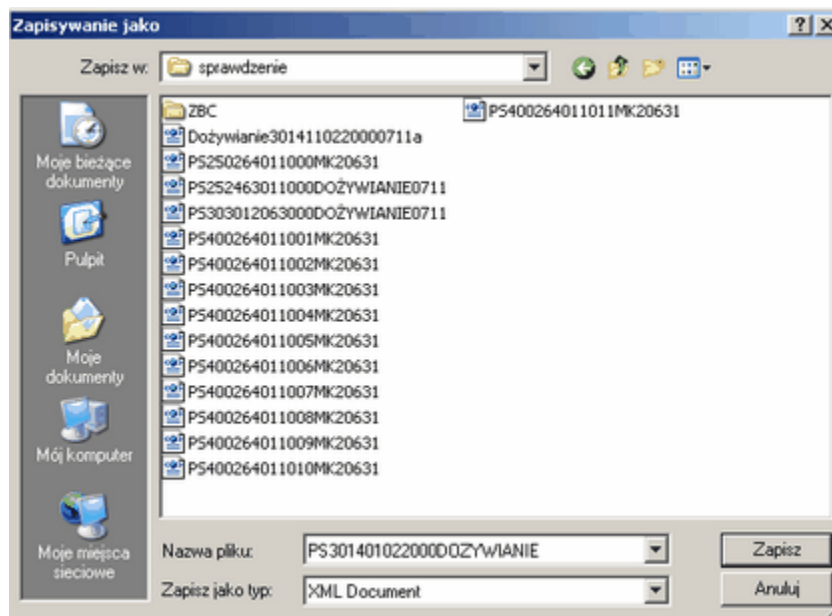 Zapisywanie jako
Zapisz w: sprawdzenie
Moje bieżące
dokumenty
Pulpit
Moje
dokumenty
Mój komputer
Moje miejsca
sieciowe
ZBC
Dożywianie3014110220000711a
PS250264011000MK20631
PS252463011000DOŻYWIANIE0711
PS303012063000DOŻYWIANIE0711
PS400264011001MK20631
PS400264011002MK20631
PS400264011003MK20631
PS400264011004MK20631
PS400264011005MK20631
PS400264011006MK20631
PS400264011007MK20631
PS400264011008MK20631
PS400264011009MK20631
PS400264011010MK20631
PS400264011011MK20631
Nazwa pliku: PS301401022000DOZYWIANIE Zapisz
Zapisz jako typ: XML Document Anuluj